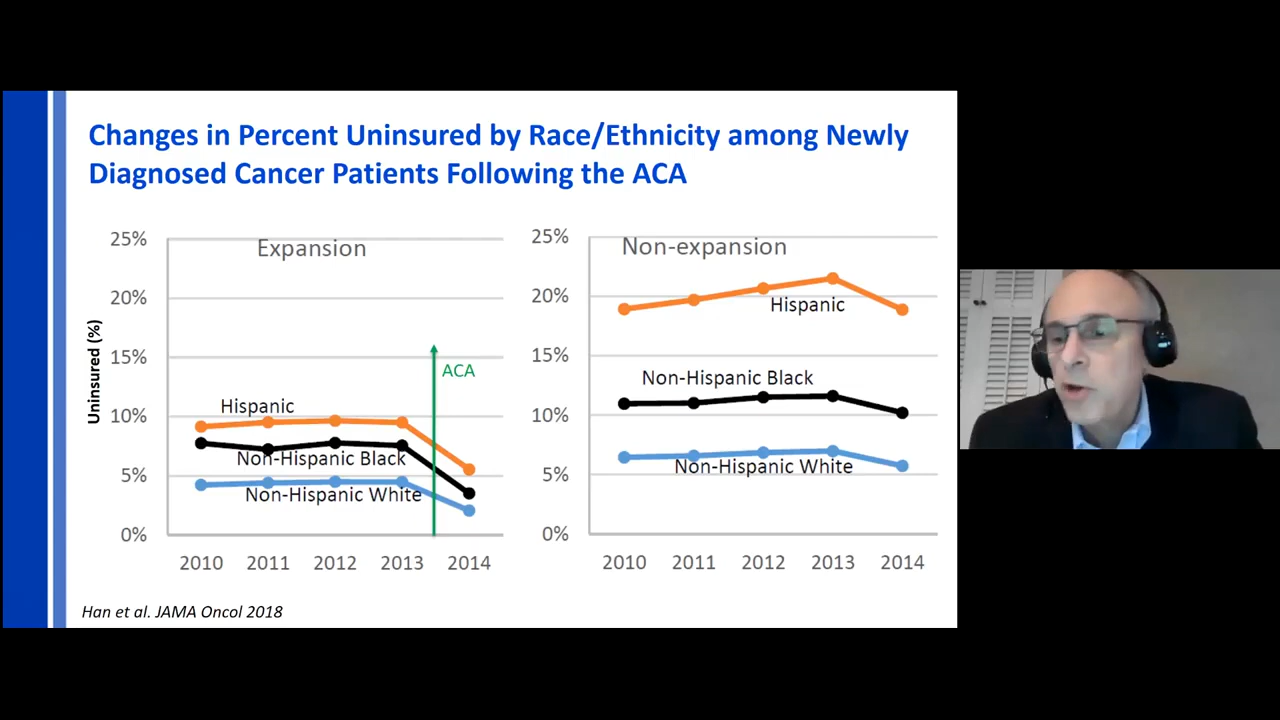 Changes in Percent Uninsured by Race/Ethnicity among Newly
Diagnosed Cancer Patients Following the ACA
Expansion
Uninsured (%)
25%
20%
15%
10%
5%
0%
ACA
Hispanic
Non-Hispanic Black
Non-Hispanic White
2010 2011 2012 2013 2014
Non-expansion
25%
20%
15%
10%
5%
0%
Hispanic
Non-Hispanic Black
Non-Hispanic White
2010 2011 2012 2013 2014
Han et al. JAMA Oncol 2018